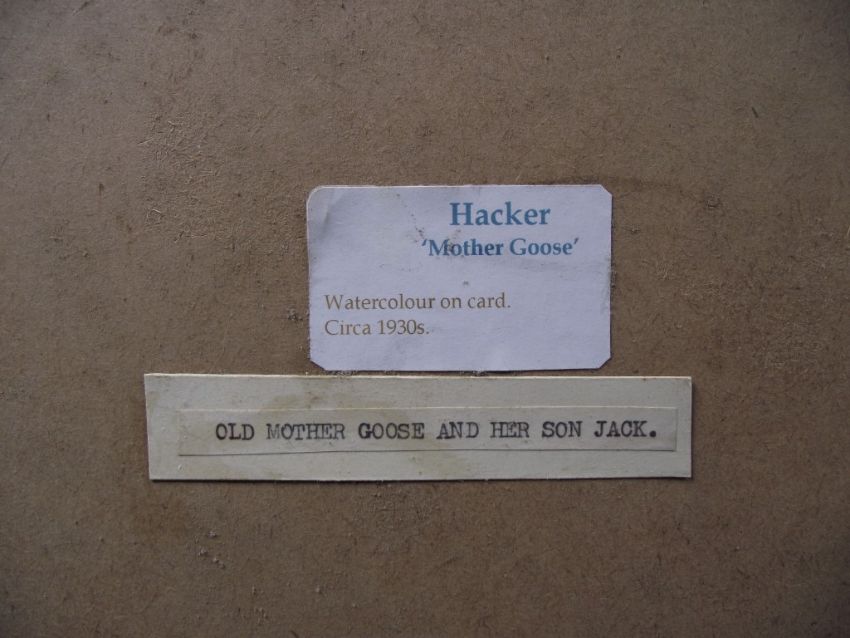 Hacker
‘Mother Goose’
Watercolour on card.
Circa 1930s.
OLD MOTHER GOOSE AND HER SON JACK.